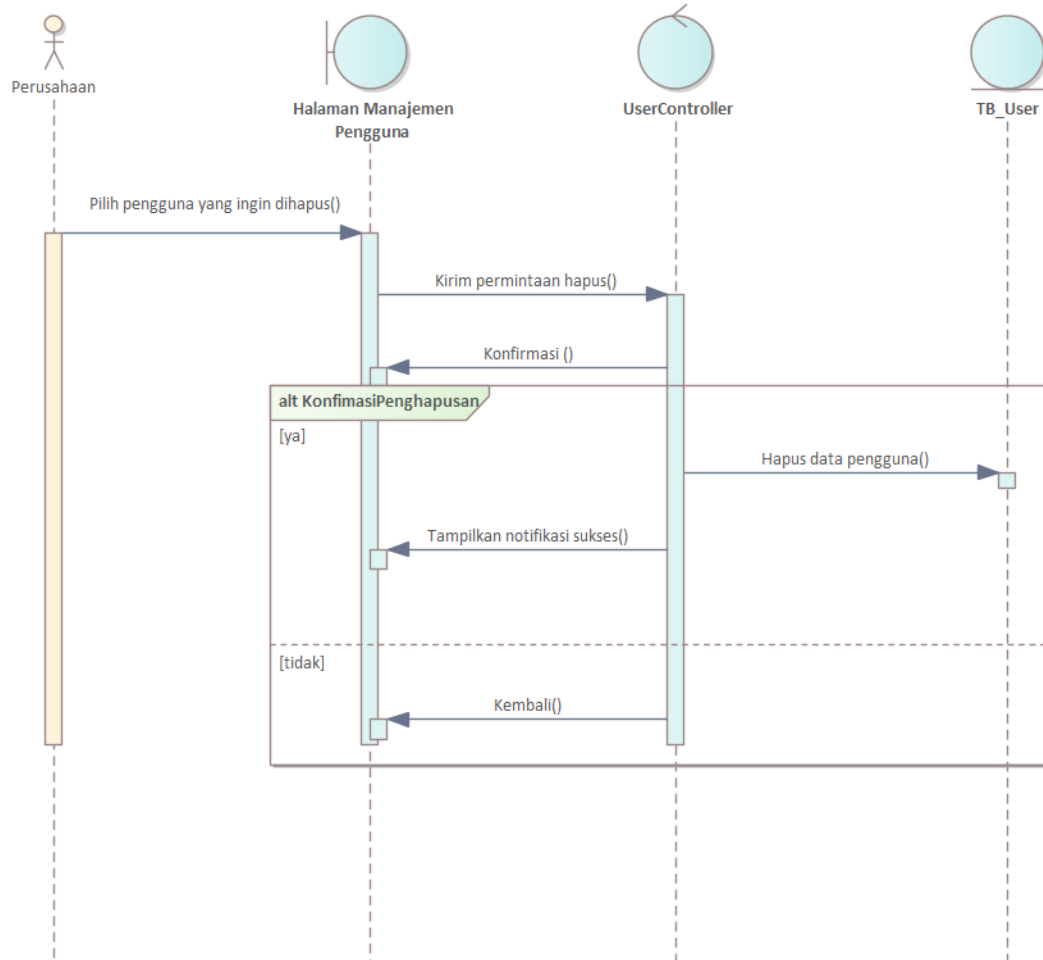 Perusahaan
Halaman Manajemen
Pengguna
UserController
TB_User
Pilih pengguna yang ingin dihapus()
Kirim permintaan hapus()
Konfirmasi ()
alt KonfimasiPenghapusan
[ya]
Hapus data pengguna()
Tampilkan notifikasi sukses()
[tidak]
Kembali()